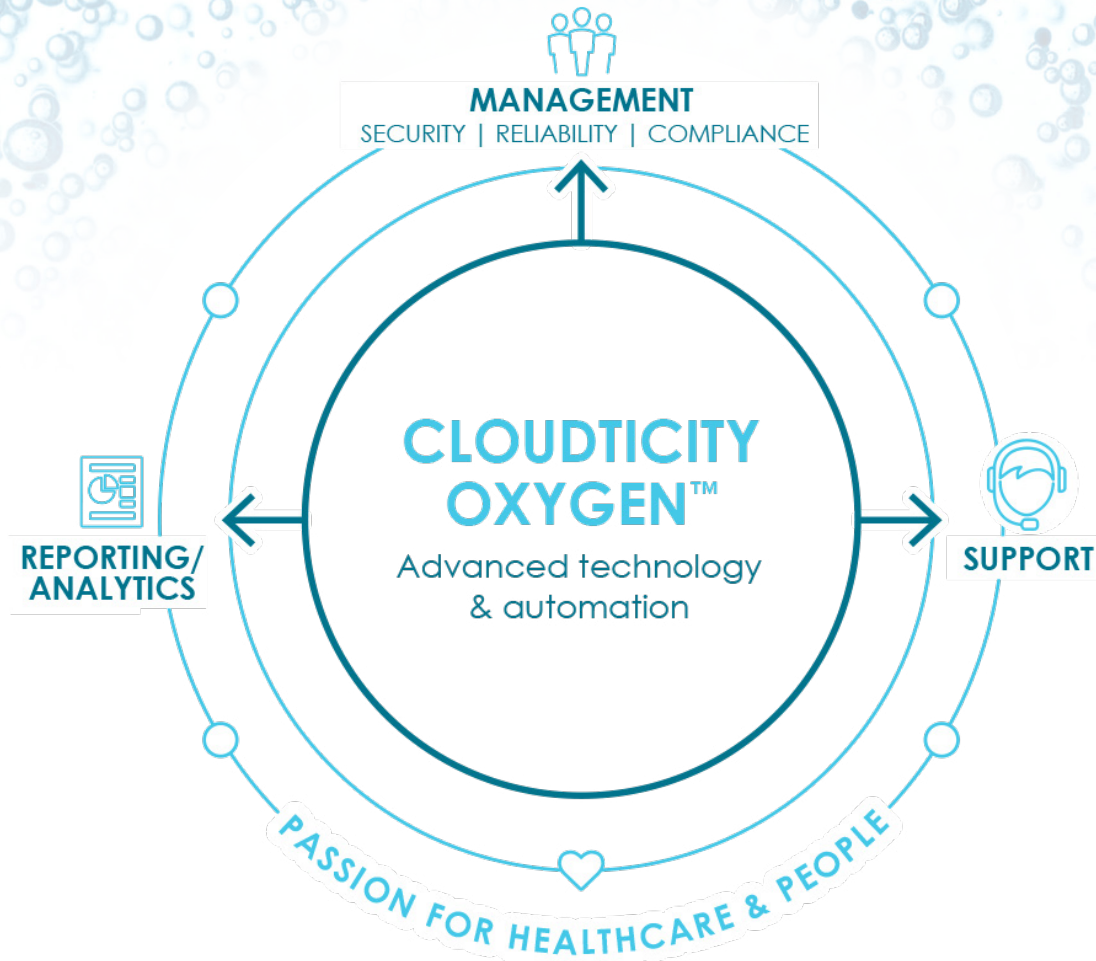 MANAGEMENT
SECURITY | RELIABILITY | COMPLIANCE
CLOUDTICITY
OXYGEN™
Advanced technology
& automation
REPORTING/
ANALYTICS
SUPPORT
PASSION FOR HEALTHCARE & PEOPLE